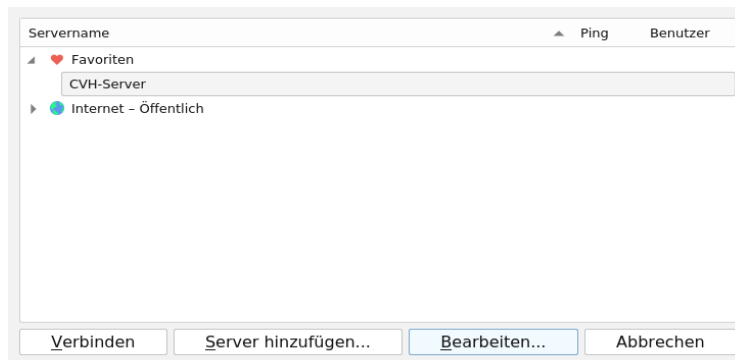 Servername Ping Benutzer
Favoriten
CVH-Server
Internet – Öffentlich
Verbinden Server hinzufügen... Bearbeiten... Abbrechen